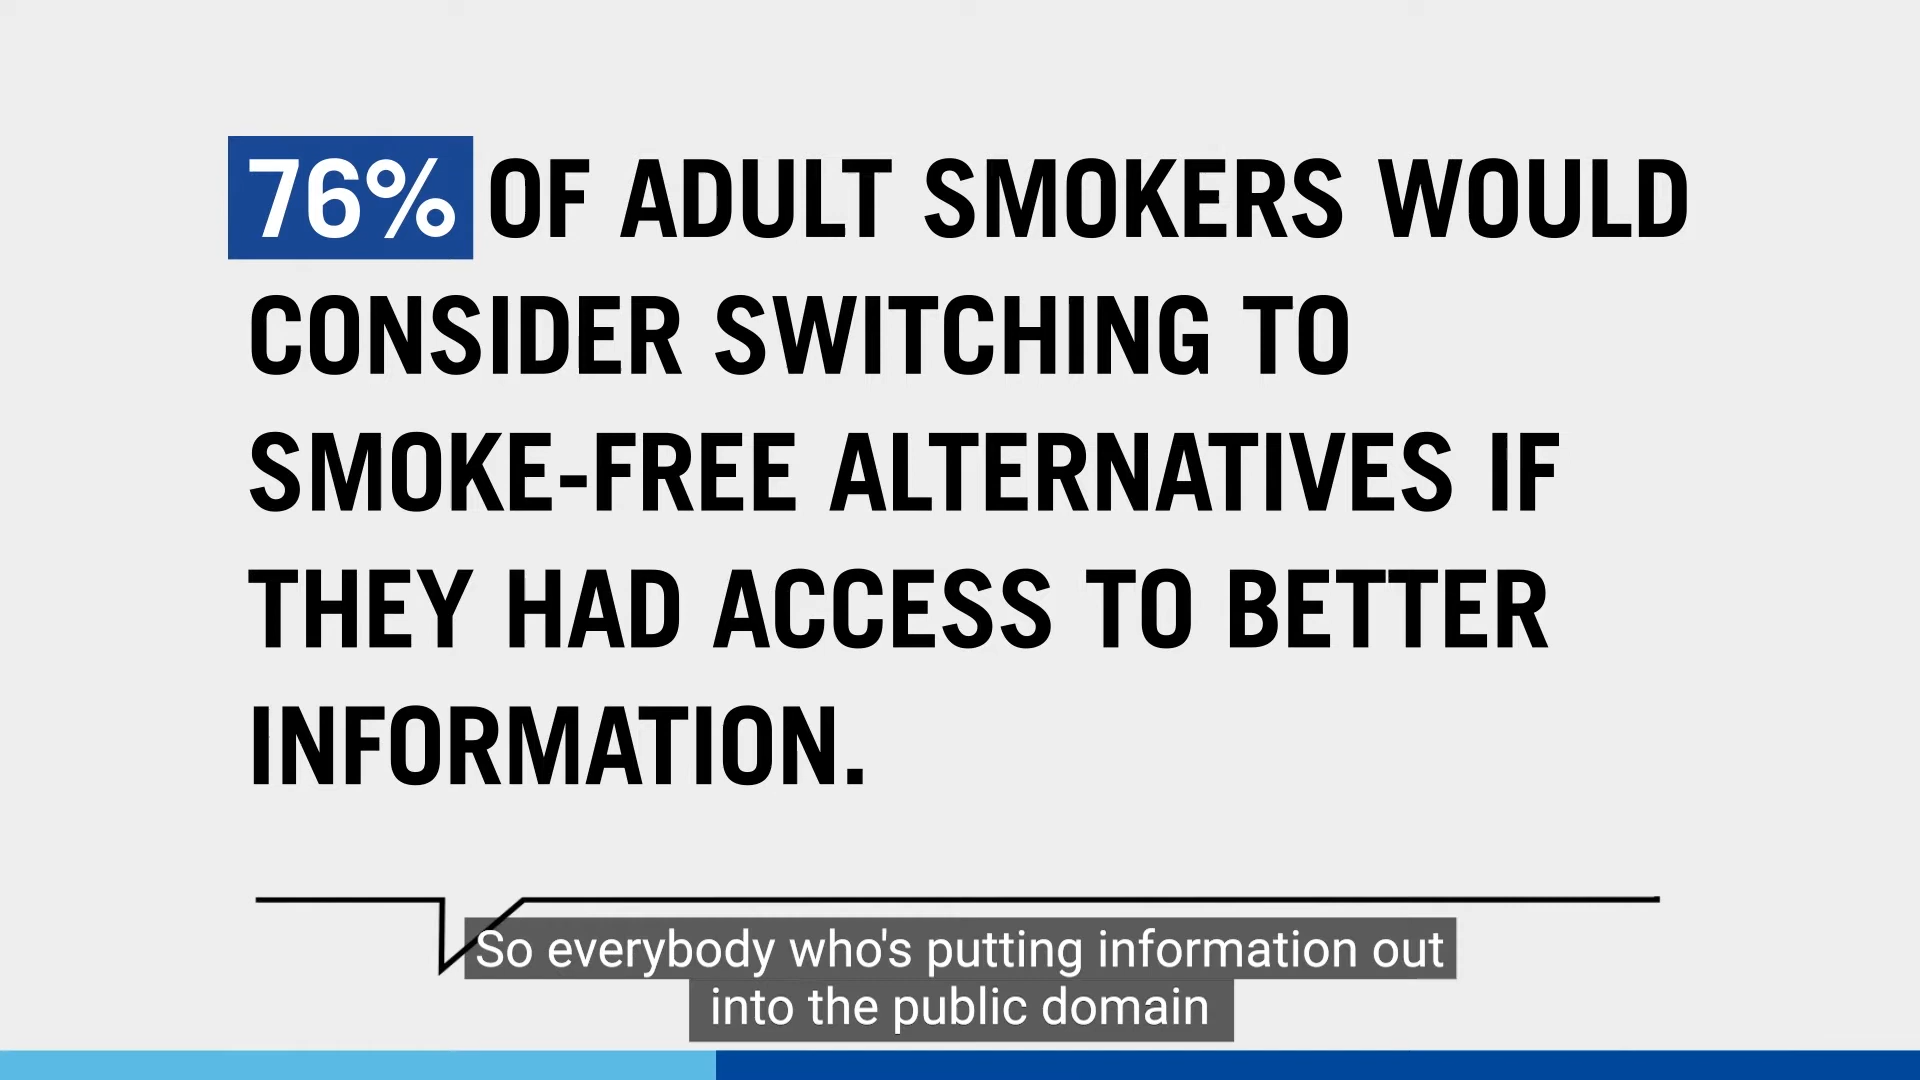 76% OF ADULT SMOKERS WOULD
CONSIDER SWITCHING TO
SMOKE-FREE ALTERNATIVES IF
THEY HAD ACCESS TO BETTER
INFORMATION.
So everybody who's putting information out
into the public domain